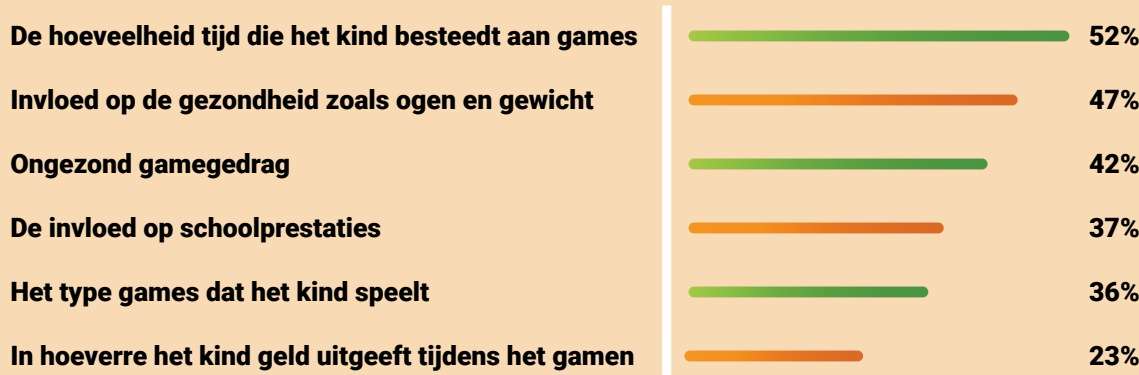 De hoeveelheid tijd die het kind besteedt aan games 52%
Invloed op de gezondheid zoals ogen en gewicht 47%
Ongezond gamegedrag 42%
De invloed op schoolprestaties 37%
Het type games dat het kind speelt 36%
In hoeverre het kind geld uitgeeft tijdens het gamen 23%